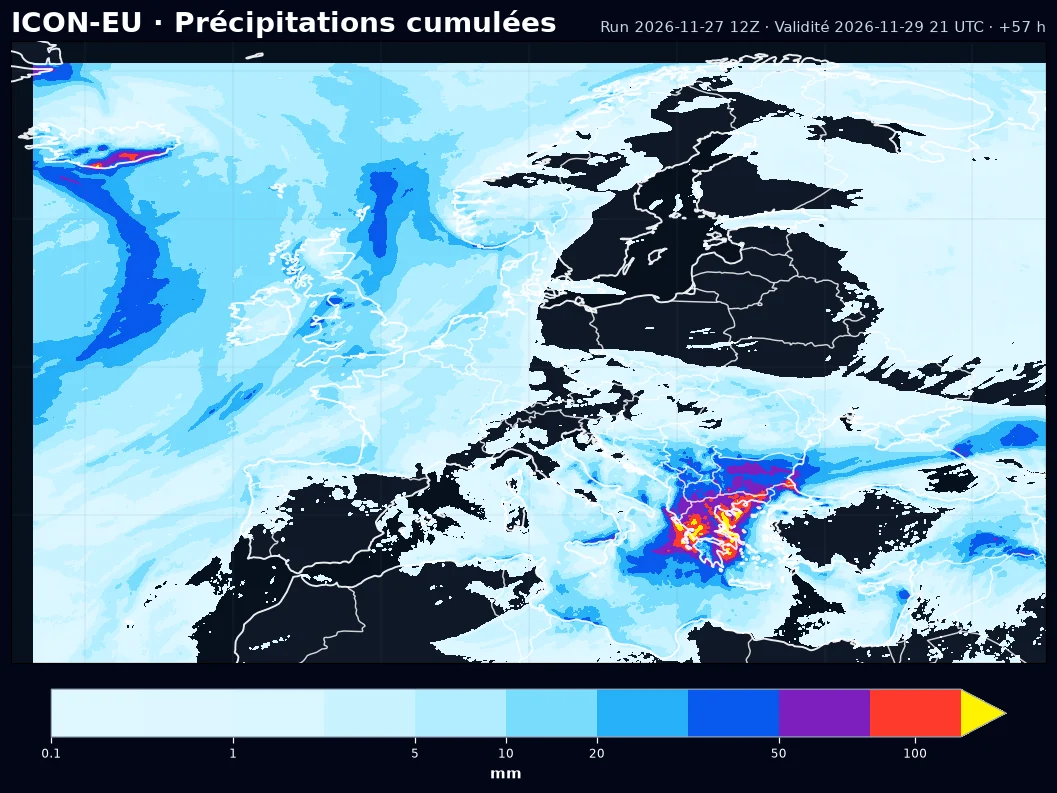 ICON-EU · Précipitations cumulées
Run 2026-11-27 12Z · Validité 2026-11-29 21 UTC · +57 h
0.1 1 5 10 20 50 100
mm